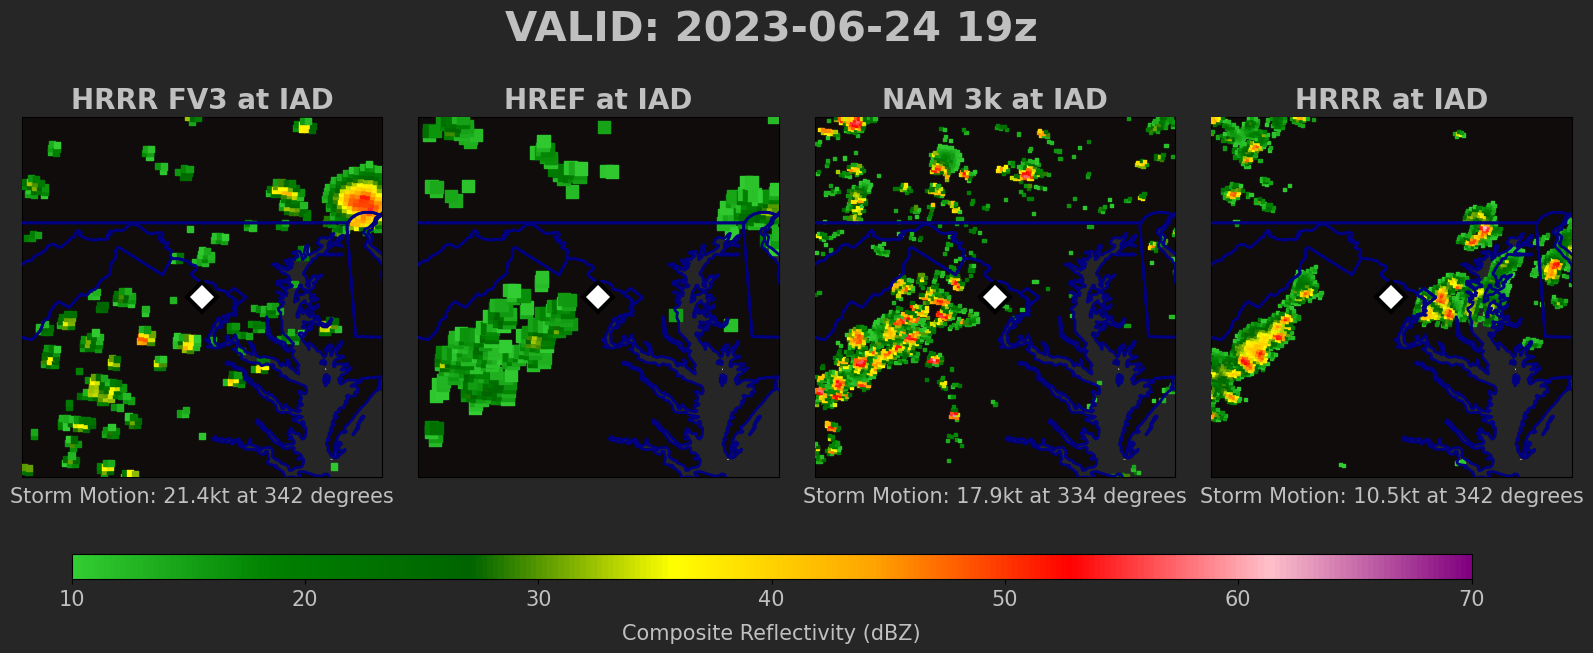 VALID: 2023-06-24 19z
HRRR FV3 at IAD
HREF at IAD
NAM 3k at IAD
HRRR at IAD
Storm Motion: 21.4kt at 342 degrees
Storm Motion: 17.9kt at 334 degrees
Storm Motion: 10.5kt at 342 degrees
10 20 30 40 50 60 70
Composite Reflectivity (dBZ)